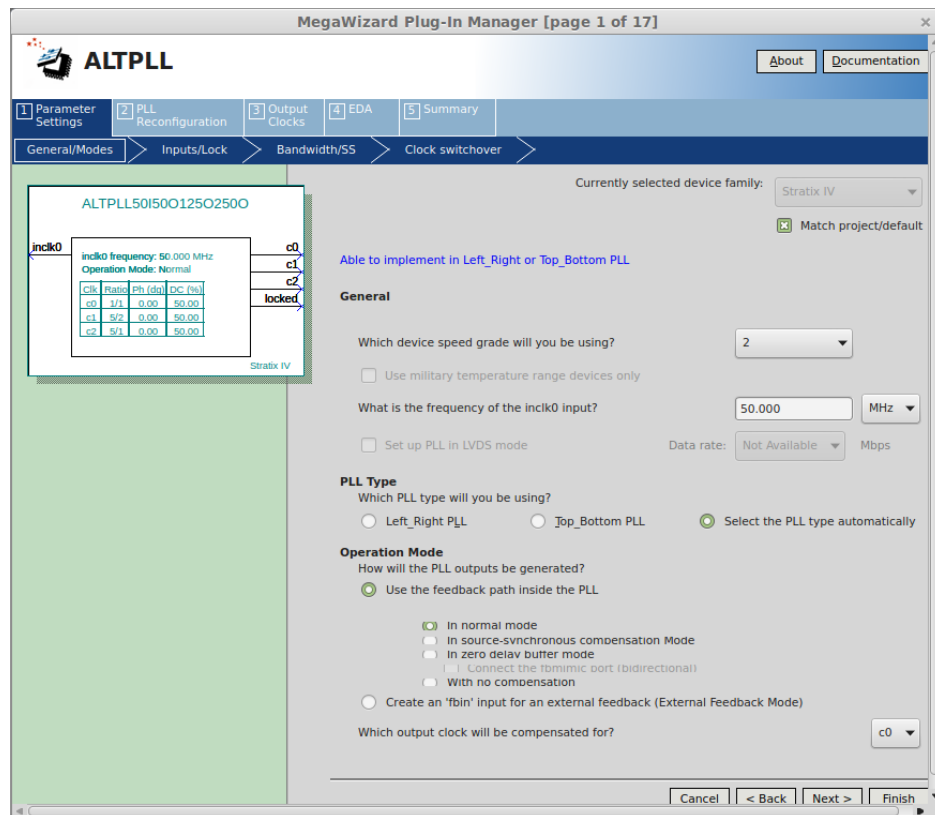 MegaWizard Plug-In Manager [page 1 of 17]
ALTPLL
About
Documentation
1 Parameter Settings
2 PLL Reconfiguration
3 Output Clocks
4 EDA
5 Summary
General/Modes
Inputs/Lock
Bandwidth/SS
Clock switchover
ALTPLL50I50O125O250O
inclk0
inclk0 frequency: 50.000 MHz
Operation Mode: Normal
Clk Ratio Ph (dg) DC (%)
c0 1/1 0.00 50.00
c1 5/2 0.00 50.00
c2 5/1 0.00 50.00
c0
c1
c2
locked
Stratix IV
Currently selected device family:
Stratix IV
Match project/default
Able to implement in Left_Right or Top_Bottom PLL
General
Which device speed grade will you be using?
2
Use military temperature range devices only
What is the frequency of the inclk0 input?
50.000
MHz
Set up PLL in LVDS mode
Data rate:
Not Available
Mbps
PLL Type
Which PLL type will you be using?
Left_Right PLL
Top_Bottom PLL
Select the PLL type automatically
Operation Mode
How will the PLL outputs be generated?
Use the feedback path inside the PLL
In normal mode
In source-synchronous compensation Mode
In zero delay buffer mode
Connect the fbmimic port (bidirectional)
With no compensation
Create an 'fbin' input for an external feedback (External Feedback Mode)
Which output clock will be compensated for?
c0
Cancel
< Back
Next >
Finish